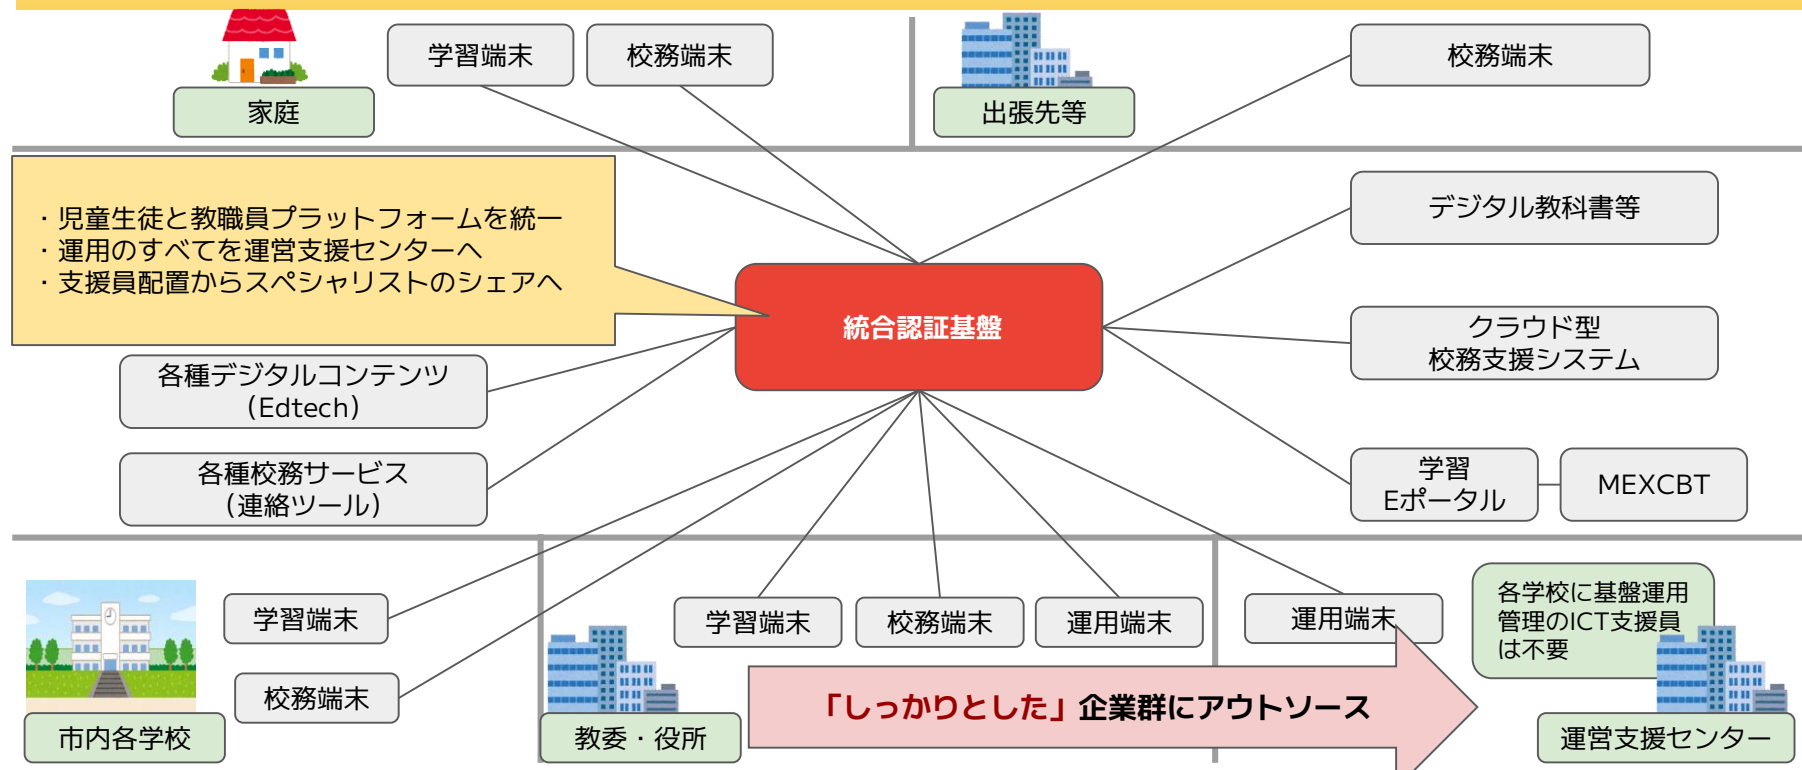 学習端末
校務端末
校務端末
家庭
出張先等
・児童生徒と教職員プラットフォームを統一
・運用のすべてを運営支援センターへ
・支援員配置からスペシャリストのシェアへ
デジタル教科書等
統合認証基盤
クラウド型
校務支援システム
各種デジタルコンテンツ
（Edtech）
各種校務サービス
（連絡ツール）
学習
Eポータル
MEXCBT
学習端末
校務端末
市内各学校
学習端末
校務端末
運用端末
運用端末
各学校に基盤運用
管理のICT支援員
は不要
「しっかりとした」企業群にアウトソース
教委・役所
運営支援センター